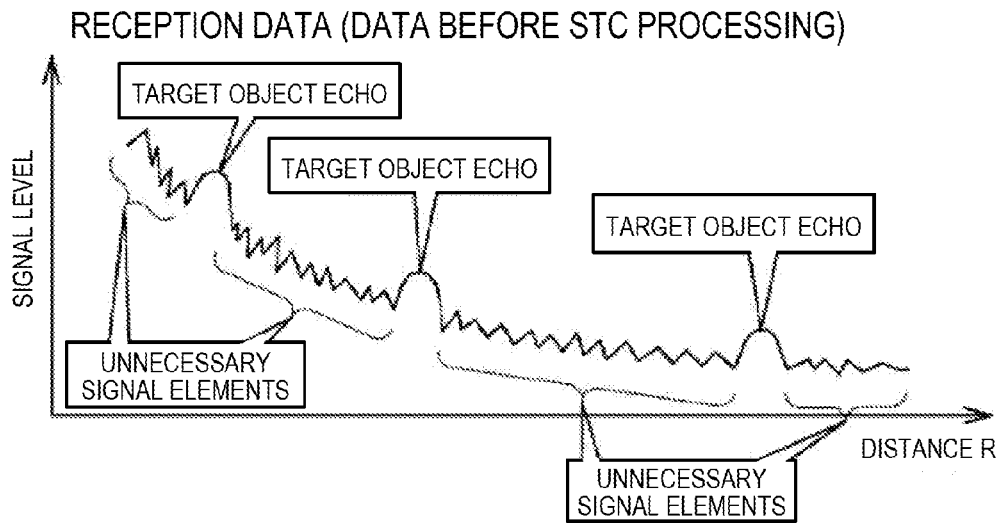 RECEPTION DATA (DATA BEFORE STC PROCESSING)
TARGET OBJECT ECHO
TARGET OBJECT ECHO
TARGET OBJECT ECHO
SIGNAL LEVEL
UNNECESSARY
SIGNAL ELEMENTS
DISTANCE R
UNNECESSARY
SIGNAL ELEMENTS